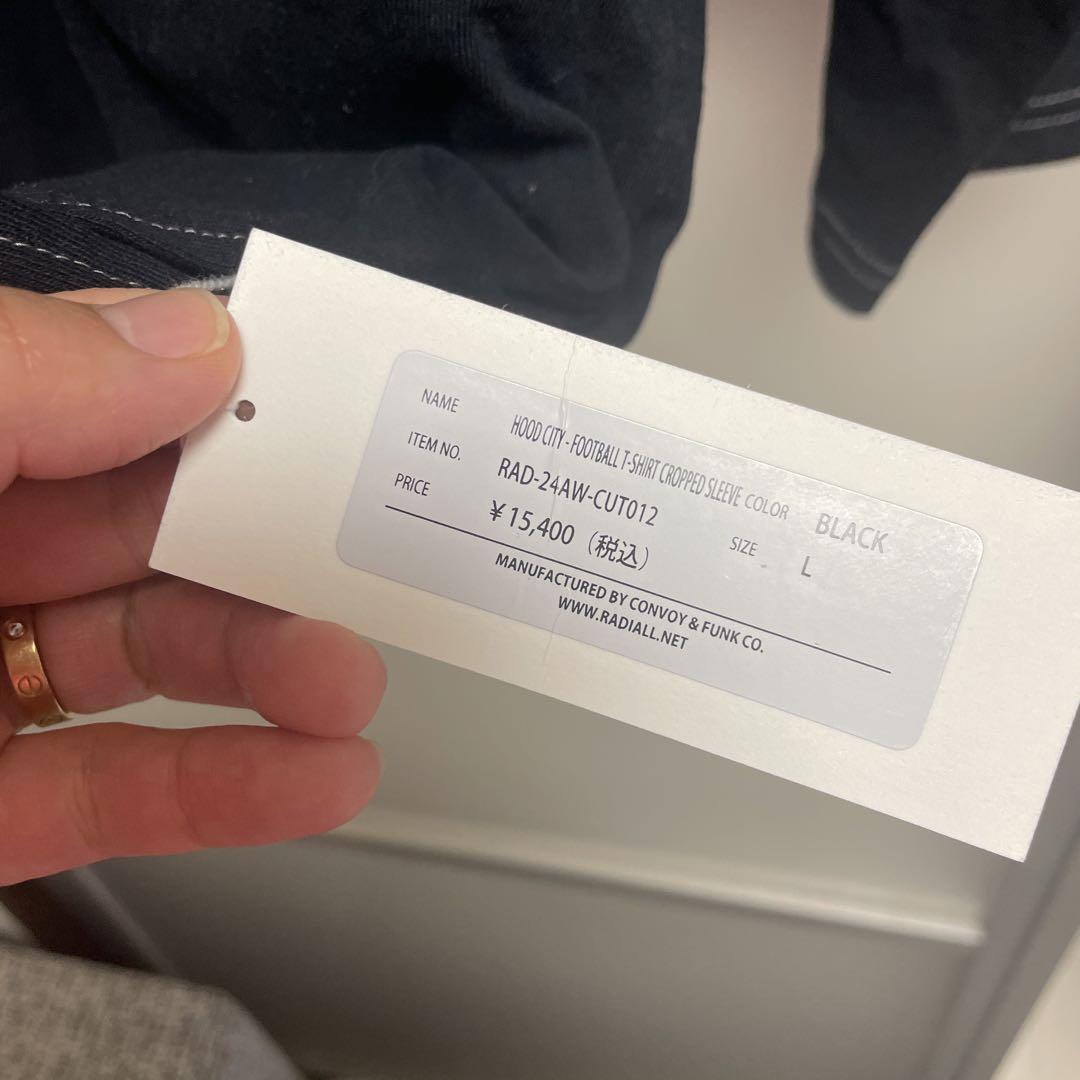 NAME HOOD CITY - FOOTBALL T-SHIRT CROPPED SLEEVE
ITEM NO. RAD-24AW-CUT012 COLOR BLACK
PRICE ¥15,400（税込） SIZE L
MANUFACTURED BY CONVOY & FUNK CO.
WWW.RADIALL.NET